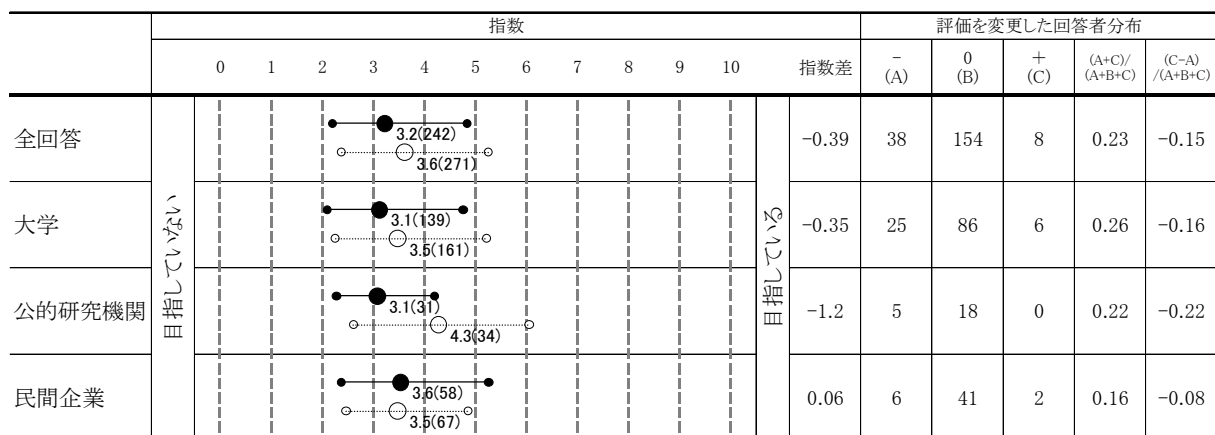 指数 評価を変更した回答者分布
0 1 2 3 4 5 6 7 8 9 10 指数差 − (A) 0 (B) + (C) (A+C)/(A+B+C) (C-A)/(A+B+C)
目指していない
目指している
全回答 3.2(242) 3.6(271) -0.39 38 154 8 0.23 -0.15
大学 3.1(139) 3.5(161) -0.35 25 86 6 0.26 -0.16
公的研究機関 3.1(31) 4.3(34) -1.2 5 18 0 0.22 -0.22
民間企業 3.6(58) 3.5(67) 0.06 6 41 2 0.16 -0.08